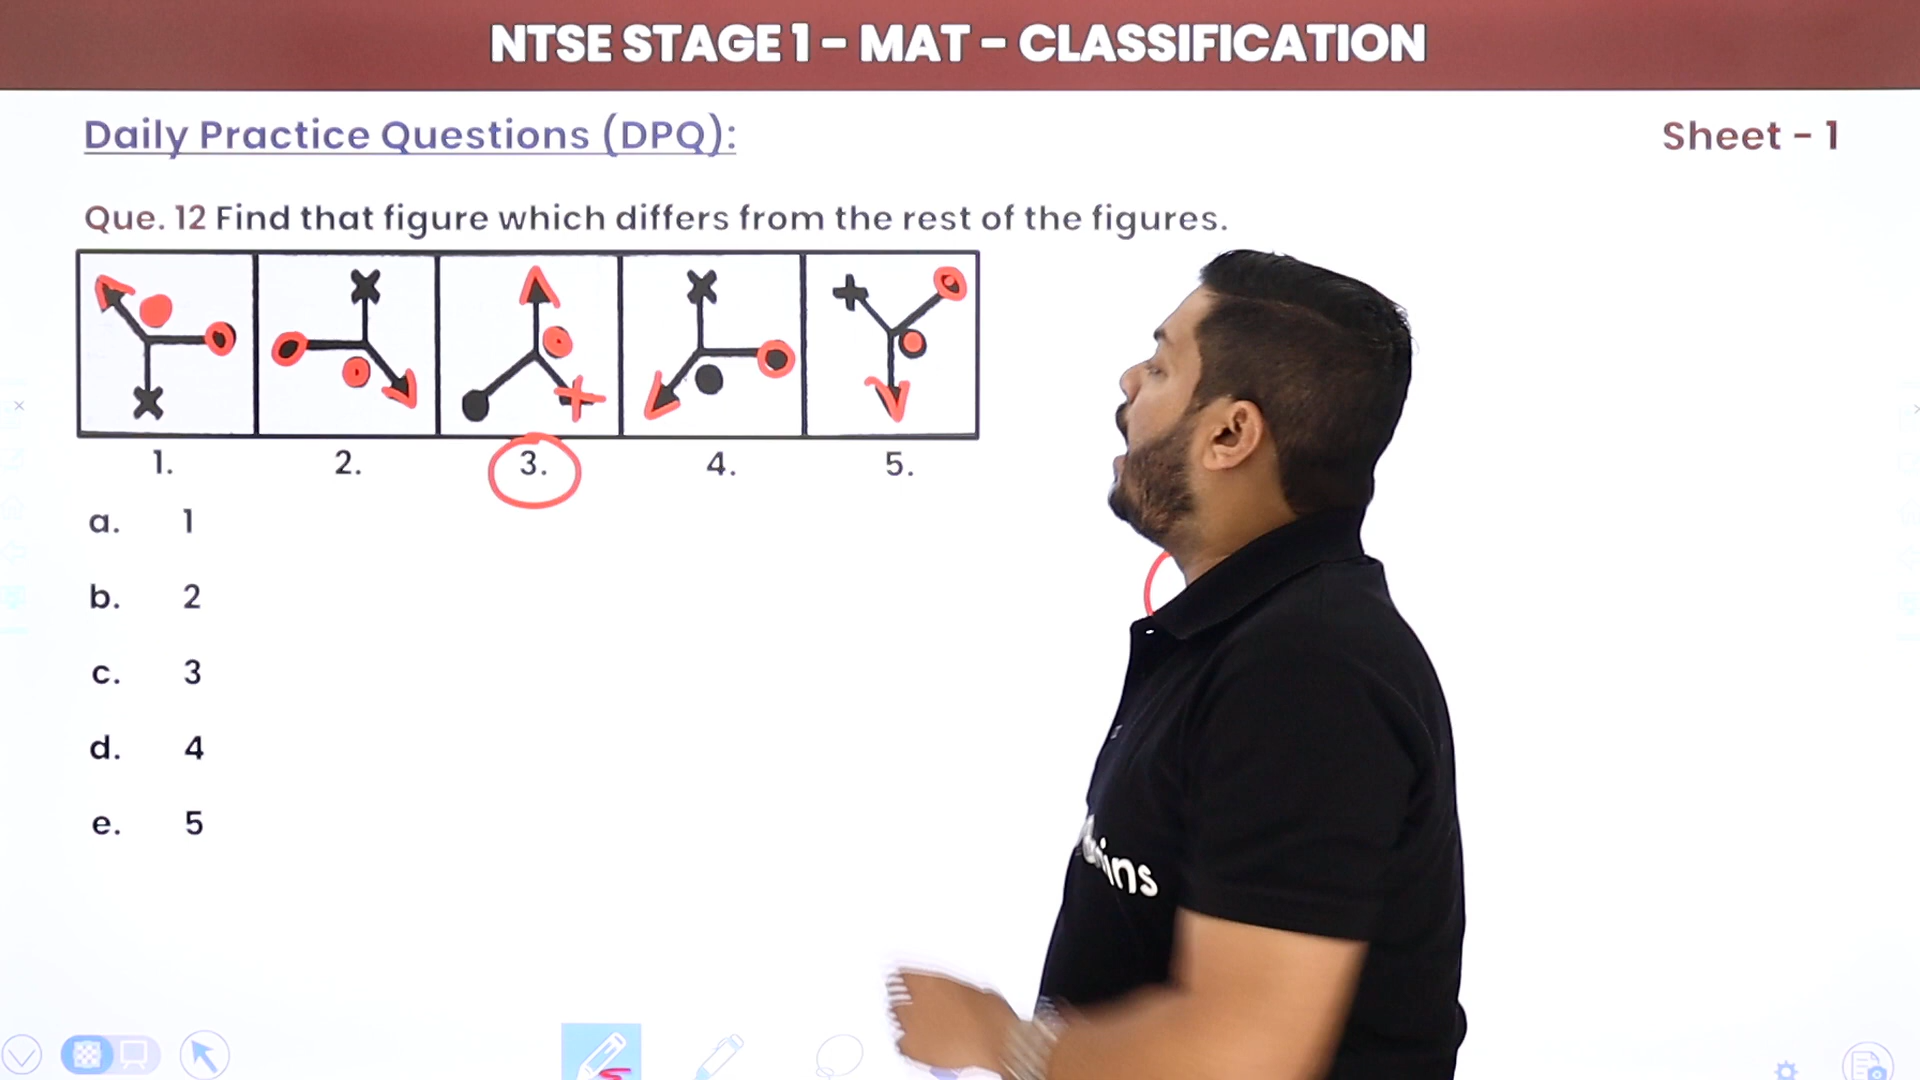 NTSE STAGE 1 - MAT - CLASSIFICATION
Daily Practice Questions (DPQ):
Sheet - 1
Que. 12 Find that figure which differs from the rest of the figures.
1. 2. 3. 4. 5.
a. 1
b. 2
c. 3
d. 4
e. 5